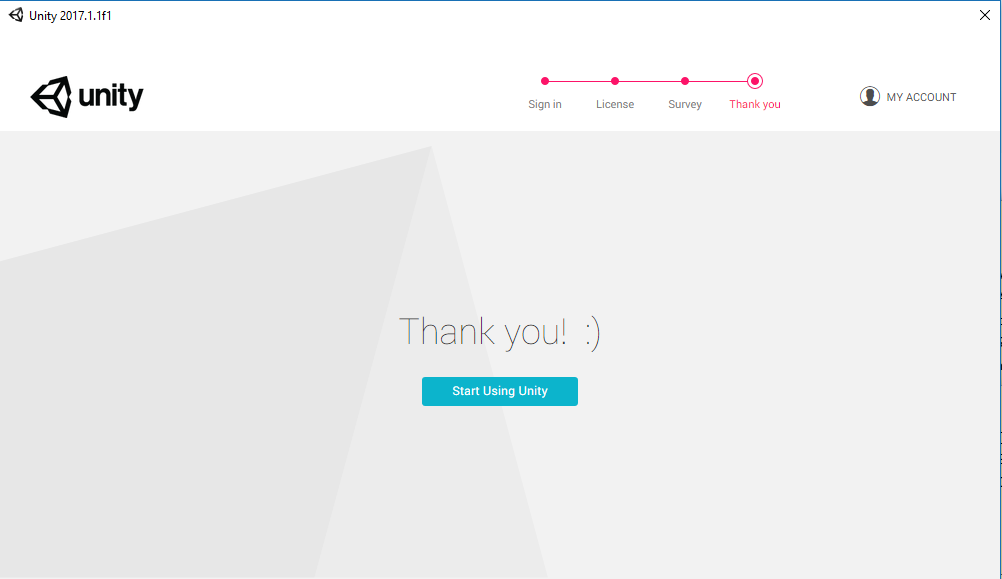 Unity 2017.1.1f1
unity
Sign in
License
Survey
Thank you
MY ACCOUNT
Thank you! :)
Start Using Unity